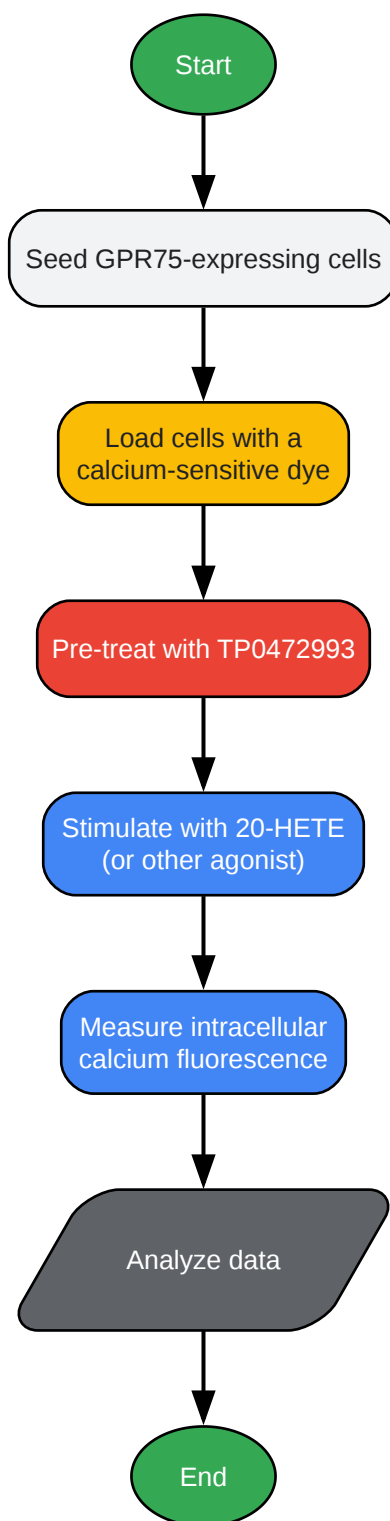 Start
Seed GPR75-expressing cells
Load cells with a
calcium-sensitive dye
Pre-treat with TP0472993
Stimulate with 20-HETE
(or other agonist)
Measure intracellular
calcium fluorescence
Analyze data
End